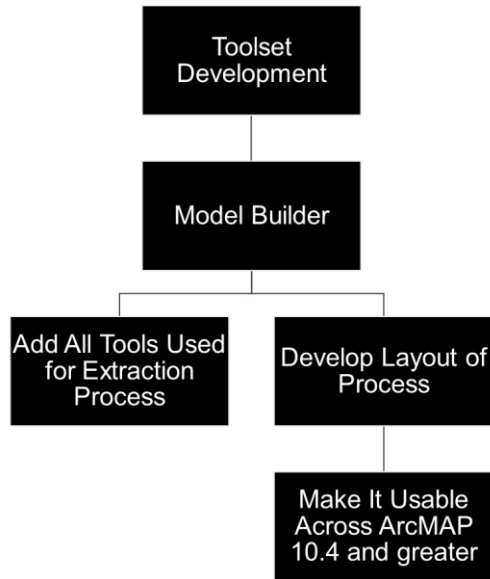 Toolset
Development
Model Builder
Add All Tools Used
for Extraction
Process
Develop Layout of
Process
Make It Usable
Across ArcMAP
10.4 and greater